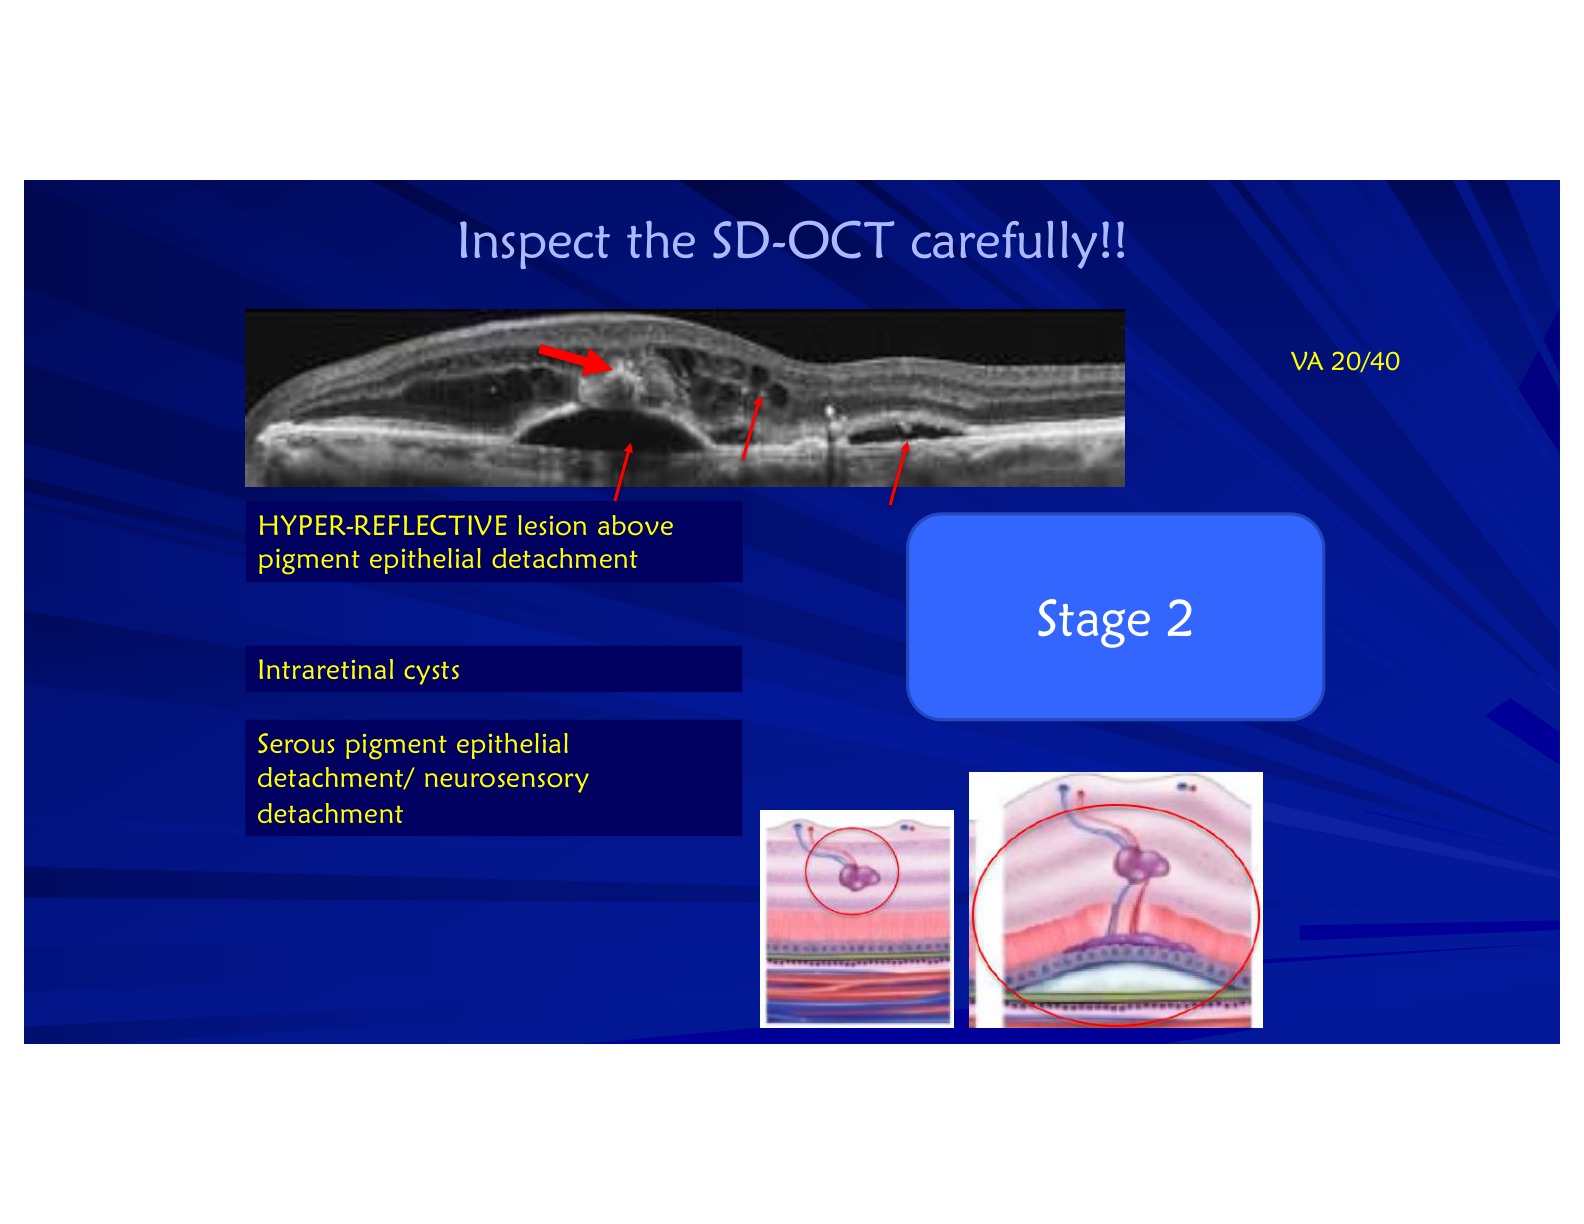 Inspect the SD-OCT carefully!!
VA 20/40
HYPER-REFLECTIVE lesion above
pigment epithelial detachment
Stage 2
Intraretinal cysts
Serous pigment epithelial
detachment/ neurosensory
detachment